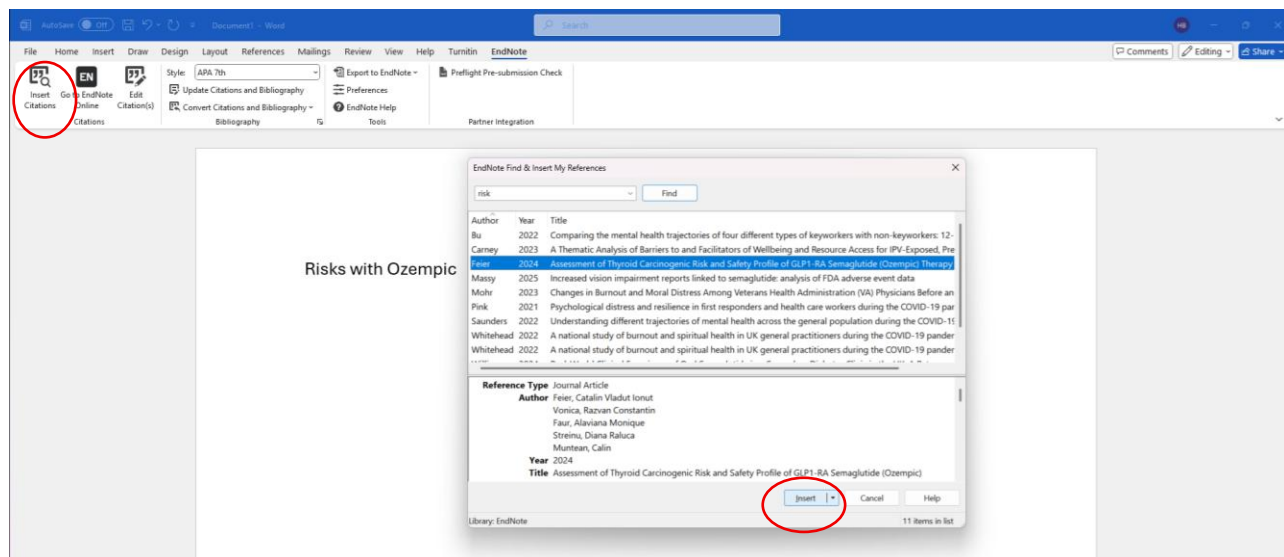 AutoSave Off Document1 - Word Search
File Home Insert Draw Design Layout References Mailings Review View Help Turnitin EndNote Comments Editing Share
Insert Citations
EN
Go to EndNote Online
Edit Citation(s)
Citations
Style: APA 7th
Update Citations and Bibliography
Convert Citations and Bibliography
Bibliography
Export to EndNote
Preferences
EndNote Help
Tools
Preflight Pre-submission Check
Partner Integration
Risks with Ozempic
EndNote Find & Insert My References
risk Find
Author Year Title
Bu 2022 Comparing the mental health trajectories of four different types of keyworkers with non-keyworkers: 12-
Carney 2023 A Thematic Analysis of Barriers to and Facilitators of Wellbeing and Resource Access for IPV-Exposed, Pre
Feier 2024 Assessment of Thyroid Carcinogenic Risk and Safety Profile of GLP1-RA Semaglutide (Ozempic) Therapy
Massy 2025 Increased vision impairment reports linked to semaglutide: analysis of FDA adverse event data
Mohr 2023 Changes in Burnout and Moral Distress Among Veterans Health Administration (VA) Physicians Before an
Pink 2021 Psychological distress and resilience in first responders and health care workers during the COVID-19 par
Saunders 2022 Understanding different trajectories of mental health across the general population during the COVID-19
Whitehead 2022 A national study of burnout and spiritual health in UK general practitioners during the COVID-19 pander
Whitehead 2022 A national study of burnout and spiritual health in UK general practitioners during the COVID-19 pander
Reference Type Journal Article
Author Feier, Catalin Vladut Ionut
Vonica, Razvan Constantin
Faur, Alaviana Monique
Streinu, Diana Raluca
Muntean, Calin
Year 2024
Title Assessment of Thyroid Carcinogenic Risk and Safety Profile of GLP1-RA Semaglutide (Ozempic)
Insert Cancel Help
Library: EndNote 11 items in list